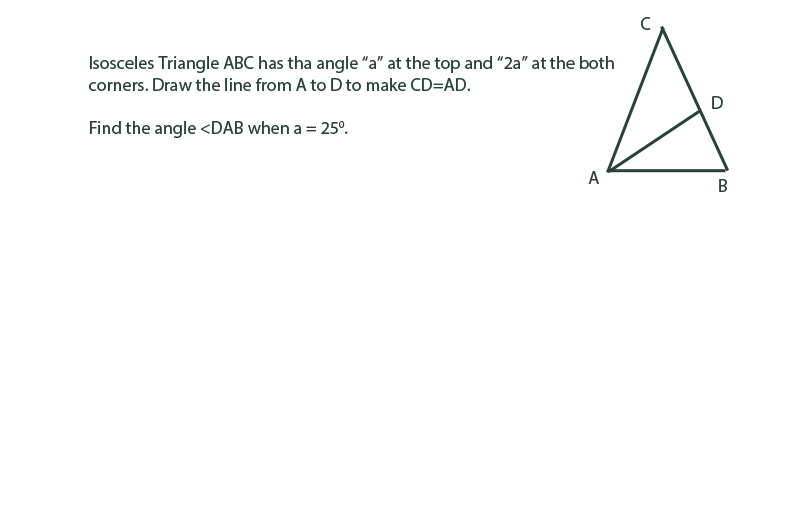 C
Isosceles Triangle ABC has tha angle “a” at the top and “2a” at the both
corners. Draw the line from A to D to make CD=AD.
D
Find the angle <DAB when a = 25⁰.
A
B